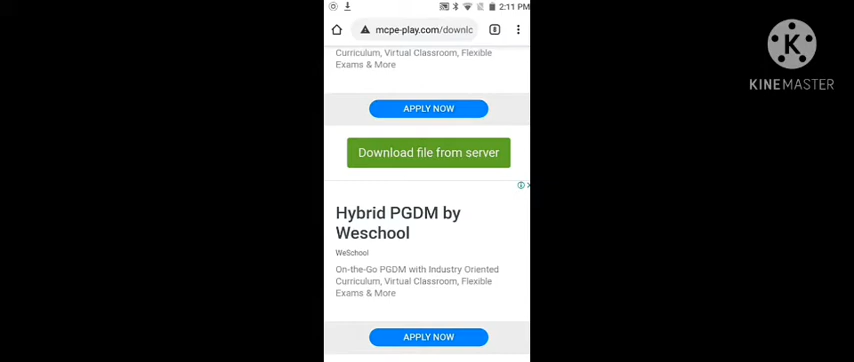 2:11 PM
mcpe-play.com/downlc
8
Curriculum, Virtual Classroom, Flexible
Exams & More
APPLY NOW
Download file from server
Hybrid PGDM by
Weschool
WeSchool
On-the-Go PGDM with Industry Oriented
Curriculum, Virtual Classroom, Flexible
Exams & More
APPLY NOW
K
KINEMASTER